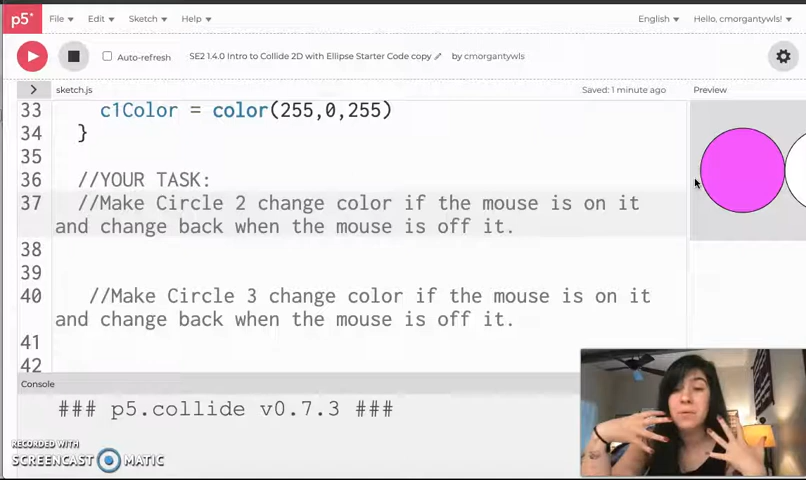 p5* File Edit Sketch Help English Hello, cmorgantywls!
Auto-refresh SE2 1.4.0 Intro to Collide 2D with Ellipse Starter Code copy by cmorgantywls
> sketch.js Saved: 1 minute ago Preview
33 c1Color = color(255,0,255)
34 }
35
36 //YOUR TASK:
37 //Make Circle 2 change color if the mouse is on it
and change back when the mouse is off it.
38
39
40 //Make Circle 3 change color if the mouse is on it
and change back when the mouse is off it.
41
42
Console
### p5.collide v0.7.3 ###
RECORDED WITH
SCREENCAST MATIC